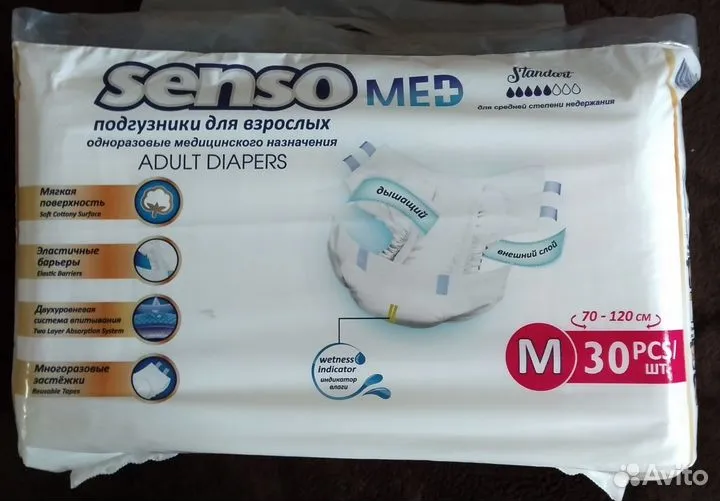 senso MED
Standart
для средней степени недержания
подгузники для взрослых
одноразовые медицинского назначения
ADULT DIAPERS
Мягкая
поверхность
Soft Cottony Surface
Эластичные
барьеры
Elastic Barriers
Двухуровневая
система впитывания
Two Layer Absorption System
Многоразовые
застёжки
Reusable Tapes
дышащий
внешний слой
wetness
indicator
индикатор
влаги
70 - 120 см
M 30 PCS/
шт.
Avito